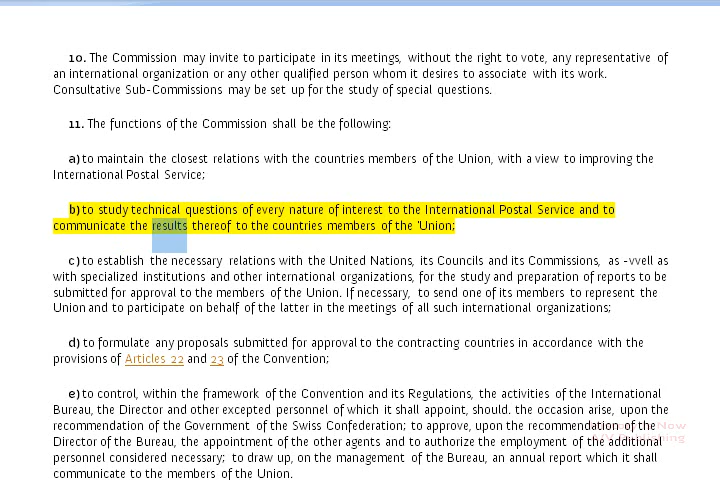 10. The Commission may invite to participate in its meetings, without the right to vote, any representative of
an international organization or any other qualified person whom it desires to associate with its work.
Consultative Sub-Commissions may be set up for the study of special questions.
11. The functions of the Commission shall be the following:
a) to maintain the closest relations with the countries members of the Union, with a view to improving the
International Postal Service;
b) to study technical questions of every nature of interest to the International Postal Service and to
communicate the results thereof to the countries members of the 'Union;
c) to establish the necessary relations with the United Nations, its Councils and its Commissions, as -vvell as
with specialized institutions and other international organizations, for the study and preparation of reports to be
submitted for approval to the members of the Union. If necessary, to send one of its members to represent the
Union and to participate on behalf of the latter in the meetings of all such international organizations;
d) to formulate any proposals submitted for approval to the contracting countries in accordance with the
provisions of Articles 22 and 23 of the Convention;
e) to control, within the framework of the Convention and its Regulations, the activities of the International
Bureau, the Director and other excepted personnel of which it shall appoint, should. the occasion arise, upon the
recommendation of the Government of the Swiss Confederation; to approve, upon the recommendation of the
Director of the Bureau, the appointment of the other agents and to authorize the employment of the additional
personnel considered necessary; to draw up, on the management of the Bureau, an annual report which it shall
communicate to the members of the Union.